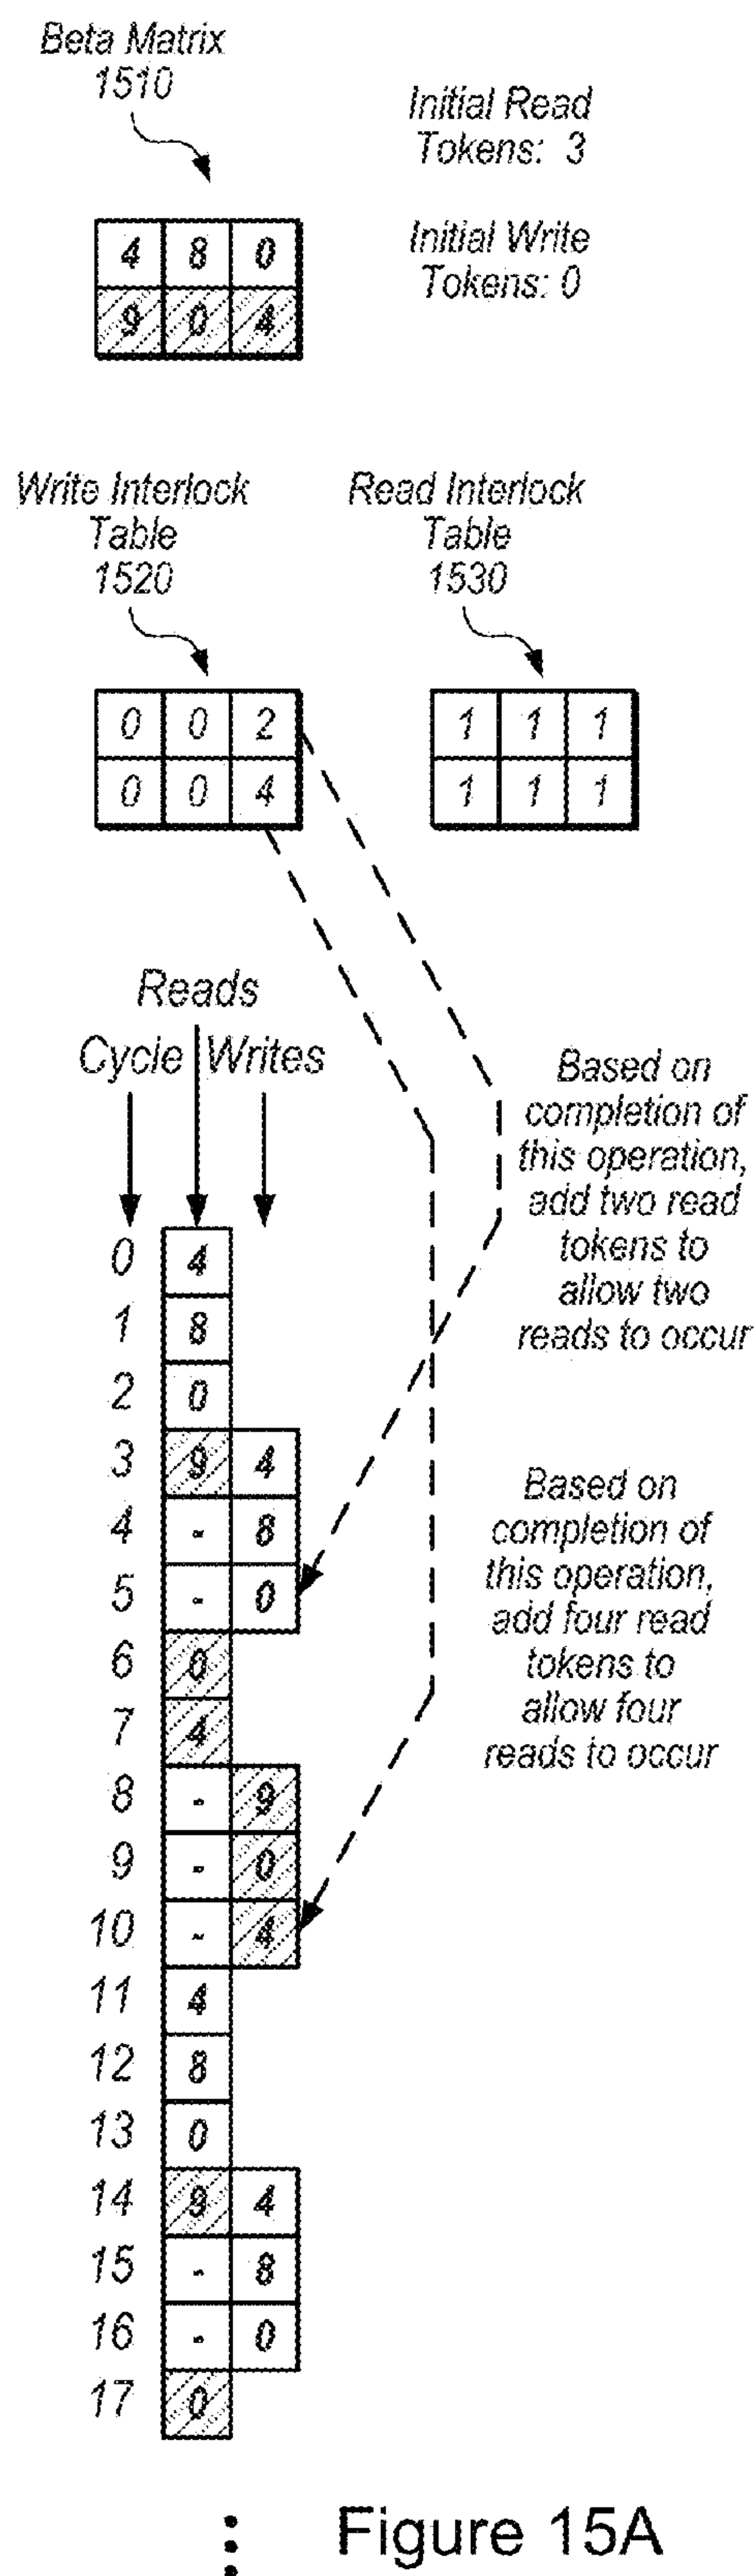 Beta Matrix
1510
Initial Read
Tokens: 3
4 8 0
9 0 4
Initial Write
Tokens: 0
Write Interlock
Table
1520
Read Interlock
Table
1530
0 0 2
0 0 4
1 1 1
1 1 1
Reads
Cycle Writes
Based on
completion of
this operation,
add two read
tokens to
allow two
reads to occur
0 4
1 8
2 0
3 9 4
4 - 8
5 - 0
6 0
7 4
8 - 9
9 - 0
10 - 4
11 4
12 8
13 0
14 9 4
15 - 8
16 - 0
17 0
Based on
completion of
this operation,
add four read
tokens to
allow four
reads to occur
Figure 15A